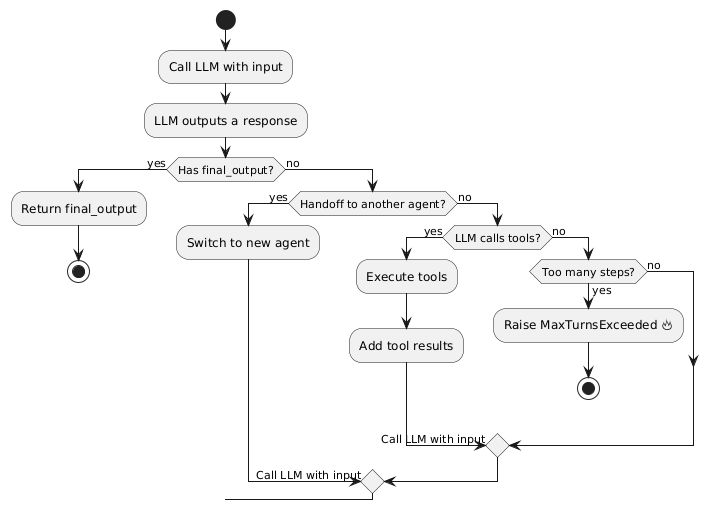 Call LLM with input
LLM outputs a response
yes
Has final_output?
no
Return final_output
yes
Handoff to another agent?
no
Switch to new agent
yes
LLM calls tools?
no
Execute tools
Add tool results
Too many steps?
no
yes
Raise MaxTurnsExceeded 🔥
Call LLM with input
Call LLM with input